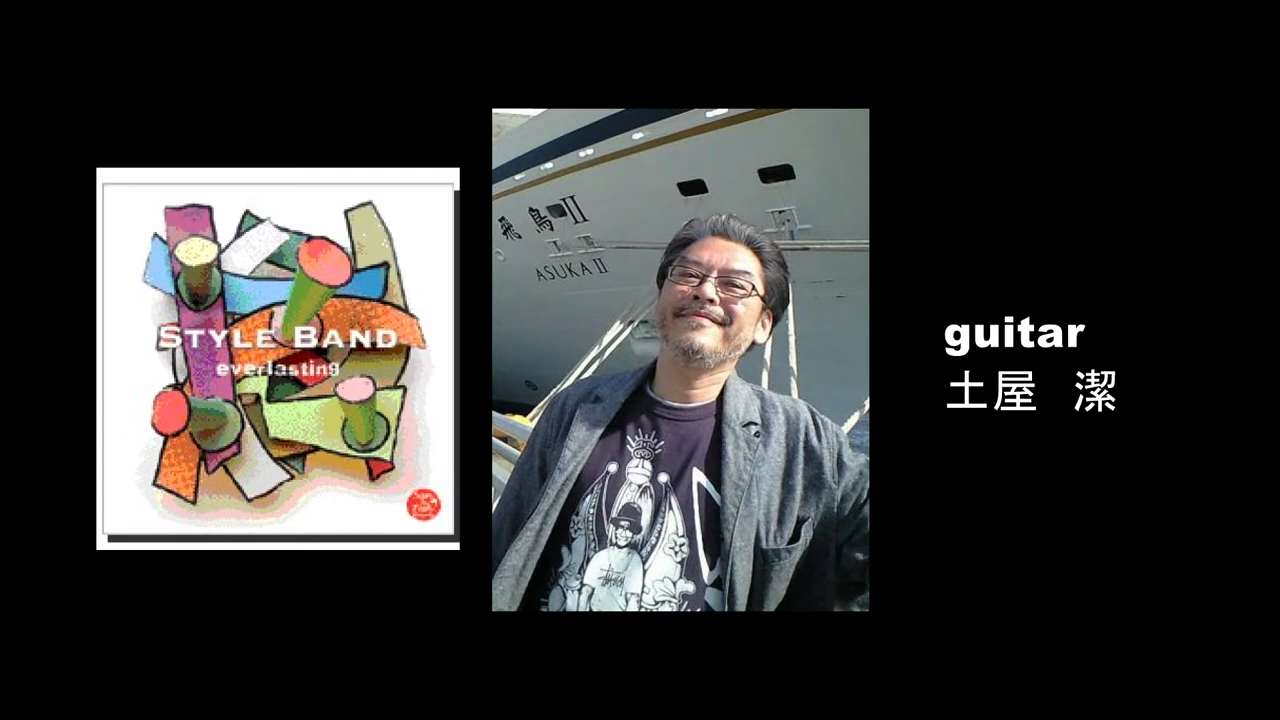 STYLE BAND
everlasting
飛鳥II
ASUKA II
guitar
土屋 潔